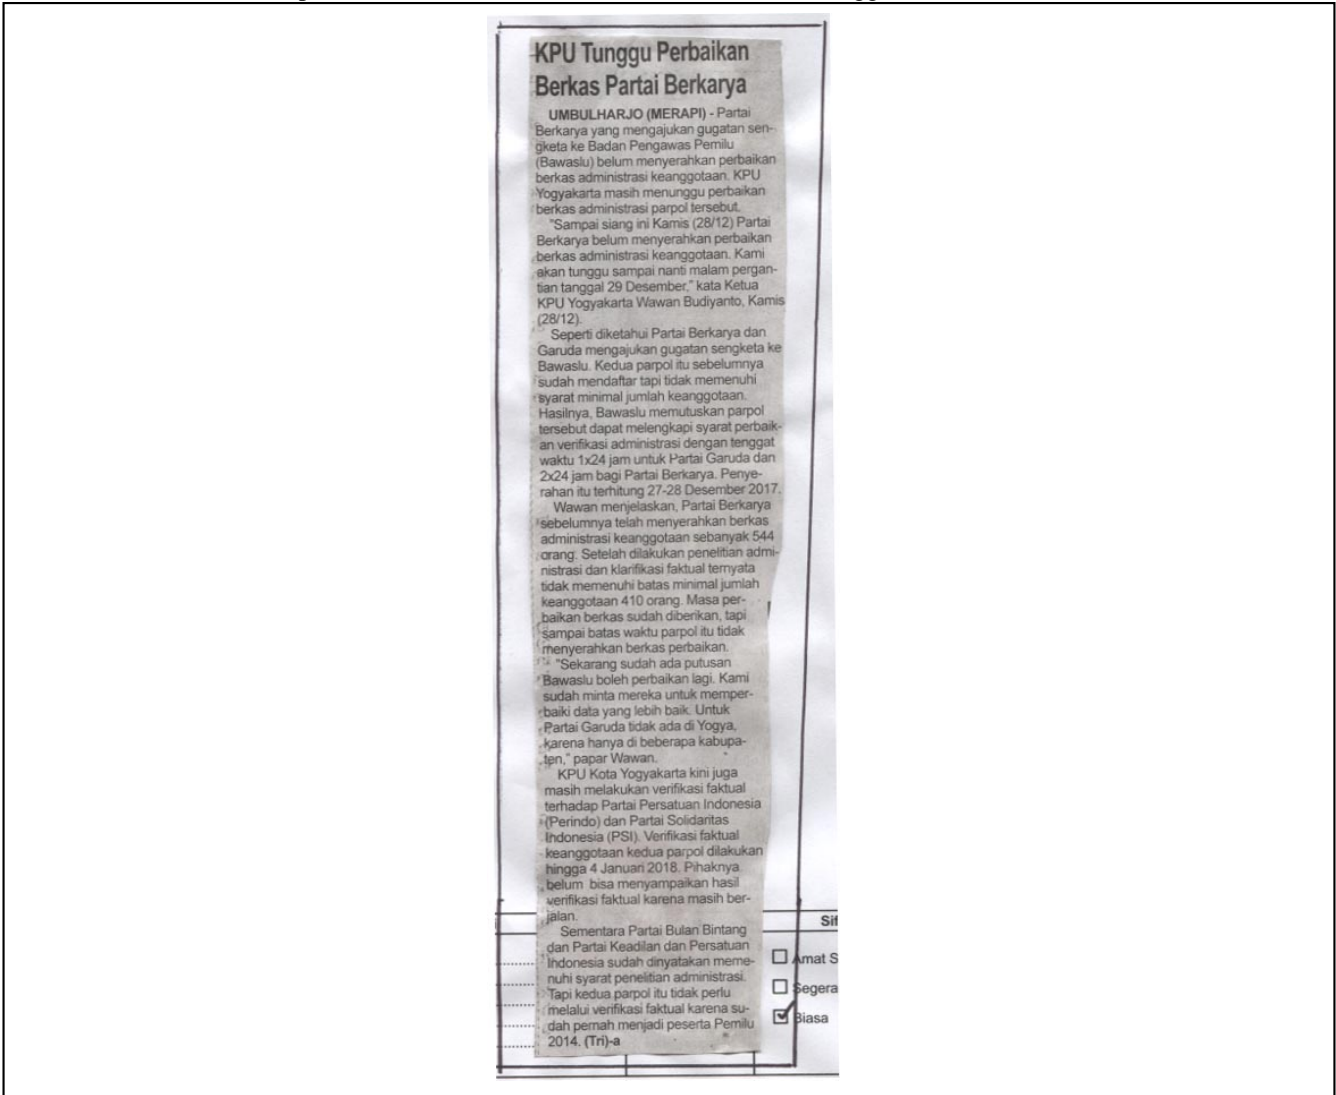 KPU Tunggu Perbaikan
Berkas Partai Berkarya
UMBULHARJO (MERAPI) - Partai
Berkarya yang mengajukan gugatan sen-
gketa ke Badan Pengawas Pemilu
(Bawaslu) belum menyerahkan perbaikan
berkas administrasi keanggotaan. KPU
Yogyakarta masih menunggu perbaikan
berkas administrasi parpol tersebut.
"Sampai siang ini Kamis (28/12) Partai
Berkarya belum menyerahkan perbaikan
berkas administrasi keanggotaan. Kami
akan tunggu sampai nanti malam pergan-
tian tanggal 29 Desember," kata Ketua
KPU Yogyakarta Wawan Budiyanto, Kamis
(28/12).
Seperti diketahui Partai Berkarya dan
Garuda mengajukan gugatan sengketa ke
Bawaslu. Kedua parpol itu sebelumnya
sudah mendaftar tapi tidak memenuhi
syarat minimal jumlah keanggotaan.
Hasilnya, Bawaslu memutuskan parpol
tersebut dapat melengkapi syarat perbaik-
an verifikasi administrasi dengan tenggat
waktu 1x24 jam untuk Partai Garuda dan
2x24 jam bagi Partai Berkarya. Penye-
rahan itu terhitung 27-28 Desember 2017.
Wawan menjelaskan, Partai Berkarya
sebelumnya telah menyerahkan berkas
administrasi keanggotaan sebanyak 544
orang. Setelah dilakukan penelitian admi-
nistrasi dan klarifikasi faktual ternyata
tidak memenuhi batas minimal jumlah
keanggotaan 410 orang. Masa per-
baikan berkas sudah diberikan, tapi
sampai batas waktu parpol itu tidak
menyerahkan berkas perbaikan.
"Sekarang sudah ada putusan
Bawaslu boleh perbaikan lagi. Kami
sudah minta mereka untuk memper-
baiki data yang lebih baik. Untuk
Partai Garuda tidak ada di Yogya,
karena hanya di beberapa kabupa-
ten," papar Wawan.
KPU Kota Yogyakarta kini juga
masih melakukan verifikasi faktual
terhadap Partai Persatuan Indonesia
(Perindo) dan Partai Solidaritas
Indonesia (PSI). Verifikasi faktual
keanggotaan kedua parpol dilakukan
hingga 4 Januari 2018. Pihaknya
belum bisa menyampaikan hasil
verifikasi faktual karena masih ber-
jalan.
Sementara Partai Bulan Bintang
dan Partai Keadilan dan Persatuan
Indonesia sudah dinyatakan meme-
nuhi syarat penelitian administrasi.
Tapi kedua parpol itu tidak perlu
melalui verifikasi faktual karena su-
dah pernah menjadi peserta Pemilu
2014. (Tri)-a
Sif
Amat S
Segera
Biasa